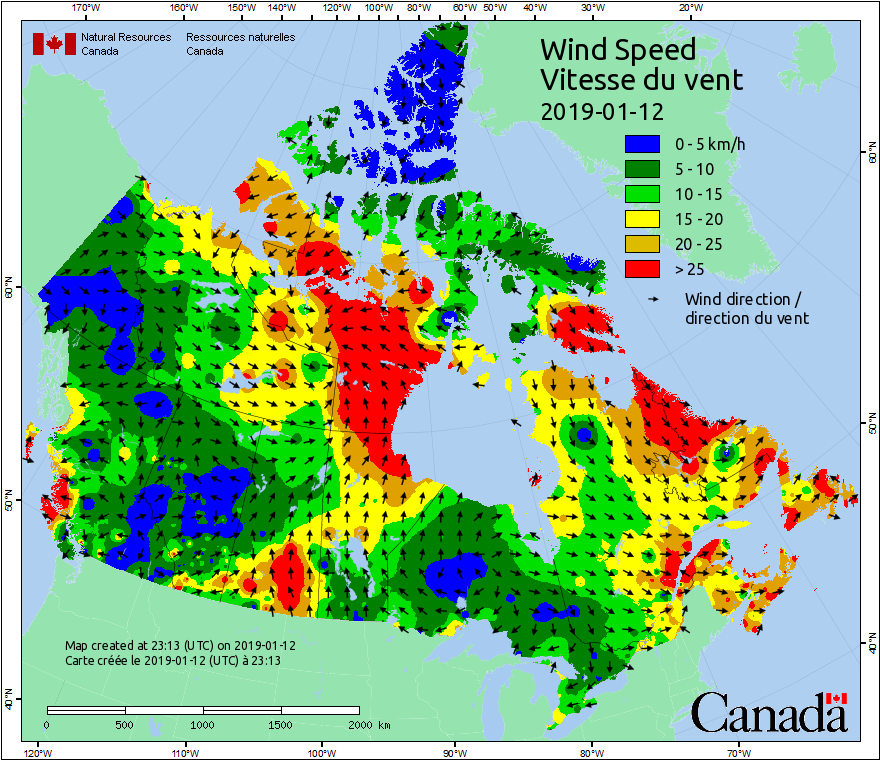 170°W 160°W 150°W 140°W 120°W 100°W 80°W 60°W 50°W 40°W 30°W 20°W
Natural Resources Ressources naturelles
Canada Canada
Wind Speed
Vitesse du vent
2019-01-12
0 - 5 km/h
5 - 10
10 - 15
15 - 20
20 - 25
> 25
Wind direction /
direction du vent
60°N
60°N
50°N
50°N
40°N
40°N
Map created at 23:13 (UTC) on 2019-01-12
Carte créée le 2019-01-12 (UTC) à 23:13
0 500 1000 1500 2000 km
Canada
120°W 110°W 100°W 90°W 80°W 70°W